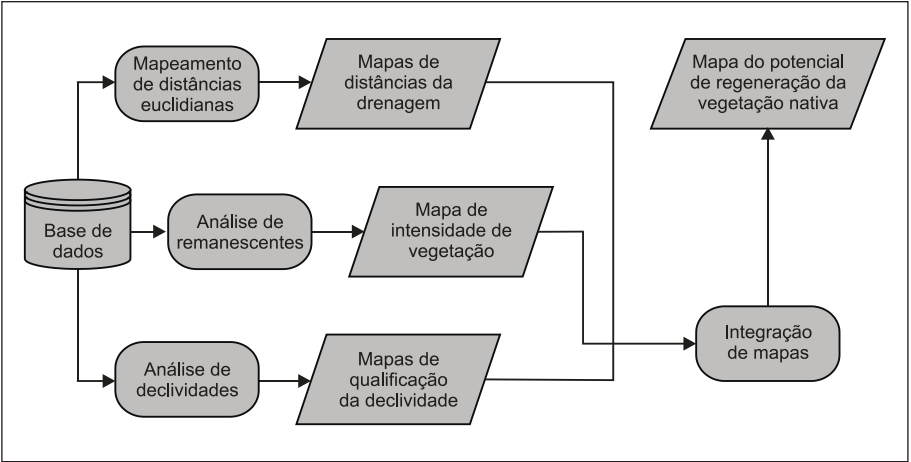 Mapeamento
de distâncias
euclidianas
Mapas de
distâncias da
drenagem
Mapa do potencial
de regeneração da
vegetação nativa
Base de
dados
Análise de
remanescentes
Mapa de
intensidade de
vegetação
Integração
de mapas
Análise de
declividades
Mapas de
qualificação
da declividade